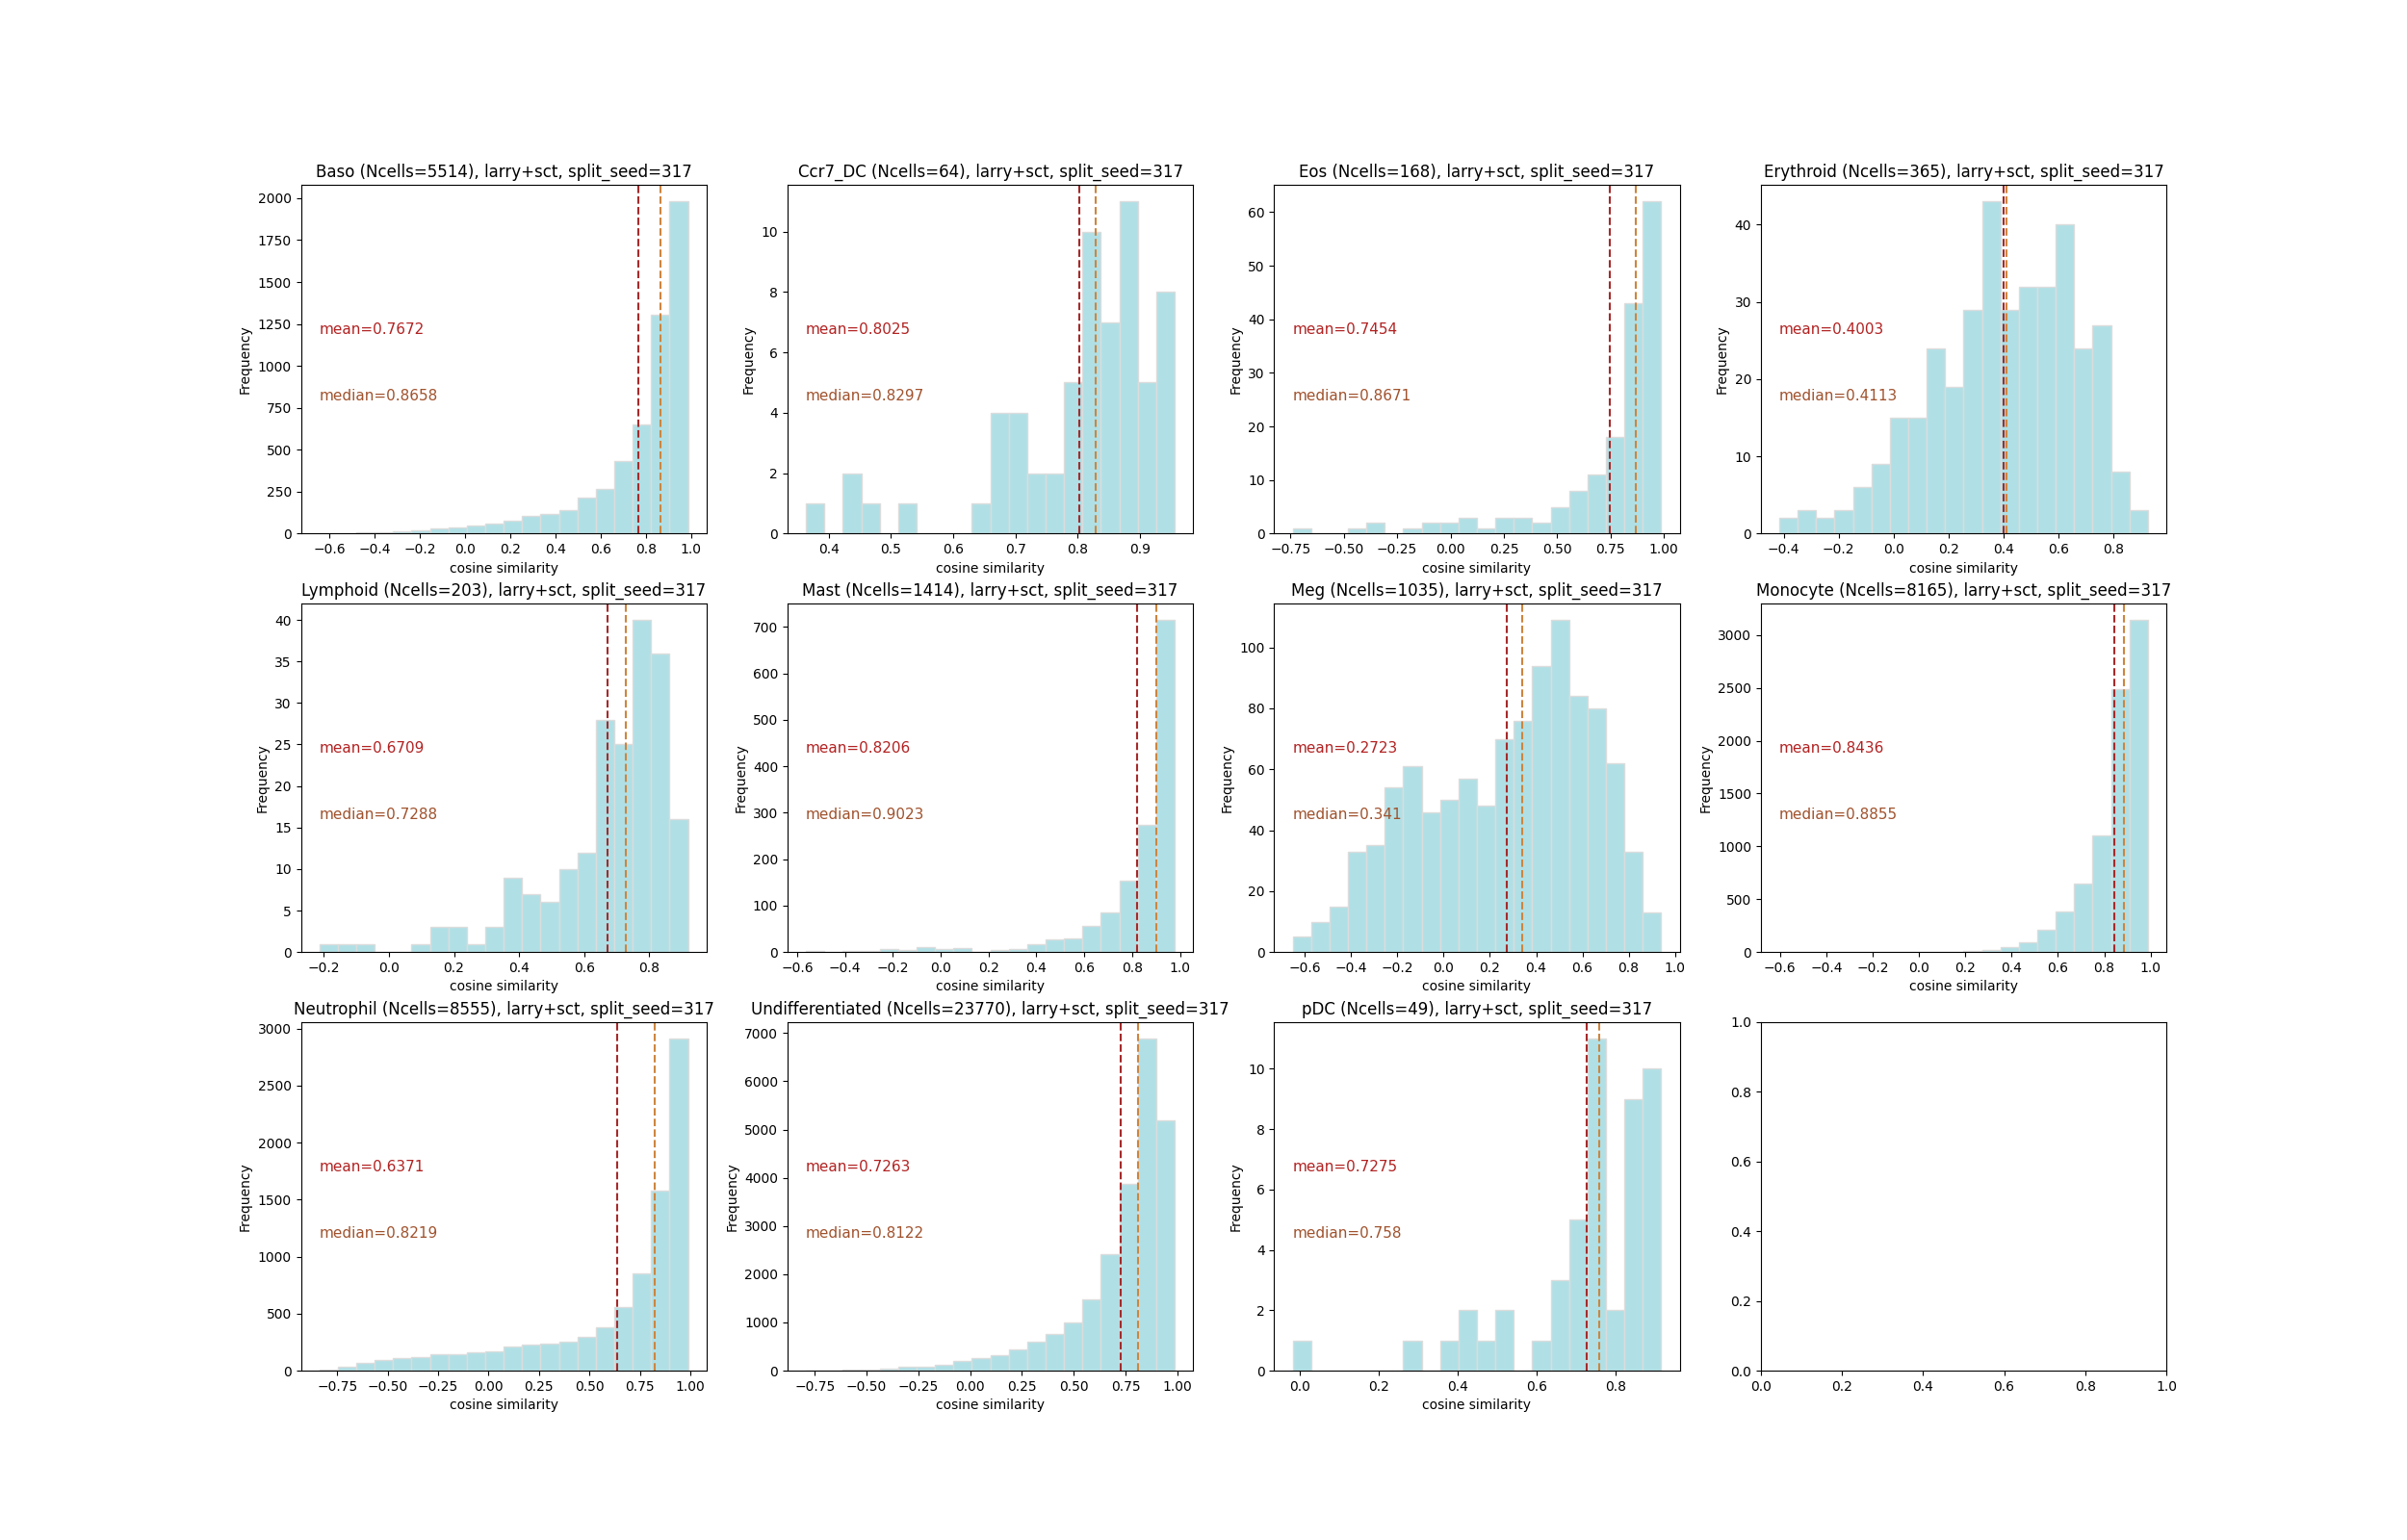 Baso (Ncells=5514), larry+sct, split_seed=317
2000
1750
1500
1250
1000
750
500
250
0
Frequency
mean=0.7672
median=0.8658
−0.6 −0.4 −0.2 0.0 0.2 0.4 0.6 0.8 1.0
cosine similarity
Ccr7_DC (Ncells=64), larry+sct, split_seed=317
10
8
6
4
2
0
Frequency
mean=0.8025
median=0.8297
0.4 0.5 0.6 0.7 0.8 0.9
cosine similarity
Eos (Ncells=168), larry+sct, split_seed=317
60
50
40
30
20
10
0
Frequency
mean=0.7454
median=0.8671
−0.75 −0.50 −0.25 0.00 0.25 0.50 0.75 1.00
cosine similarity
Erythroid (Ncells=365), larry+sct, split_seed=317
40
30
20
10
0
Frequency
mean=0.4003
median=0.4113
−0.4 −0.2 0.0 0.2 0.4 0.6 0.8
cosine similarity
Lymphoid (Ncells=203), larry+sct, split_seed=317
40
35
30
25
20
15
10
5
0
Frequency
mean=0.6709
median=0.7288
−0.2 0.0 0.2 0.4 0.6 0.8
cosine similarity
Mast (Ncells=1414), larry+sct, split_seed=317
700
600
500
400
300
200
100
0
Frequency
mean=0.8206
median=0.9023
−0.6 −0.4 −0.2 0.0 0.2 0.4 0.6 0.8 1.0
cosine similarity
Meg (Ncells=1035), larry+sct, split_seed=317
100
80
60
40
20
0
Frequency
mean=0.2723
median=0.341
−0.6 −0.4 −0.2 0.0 0.2 0.4 0.6 0.8 1.0
cosine similarity
Monocyte (Ncells=8165), larry+sct, split_seed=317
3000
2500
2000
1500
1000
500
0
Frequency
mean=0.8436
median=0.8855
−0.6 −0.4 −0.2 0.0 0.2 0.4 0.6 0.8 1.0
cosine similarity
Neutrophil (Ncells=8555), larry+sct, split_seed=317
3000
2500
2000
1500
1000
500
0
Frequency
mean=0.6371
median=0.8219
−0.75 −0.50 −0.25 0.00 0.25 0.50 0.75 1.00
cosine similarity
Undifferentiated (Ncells=23770), larry+sct, split_seed=317
7000
6000
5000
4000
3000
2000
1000
0
Frequency
mean=0.7263
median=0.8122
−0.75 −0.50 −0.25 0.00 0.25 0.50 0.75 1.00
cosine similarity
pDC (Ncells=49), larry+sct, split_seed=317
10
8
6
4
2
0
Frequency
mean=0.7275
median=0.758
0.0 0.2 0.4 0.6 0.8
cosine similarity
1.0
0.8
0.6
0.4
0.2
0.0
0.0 0.2 0.4 0.6 0.8 1.0